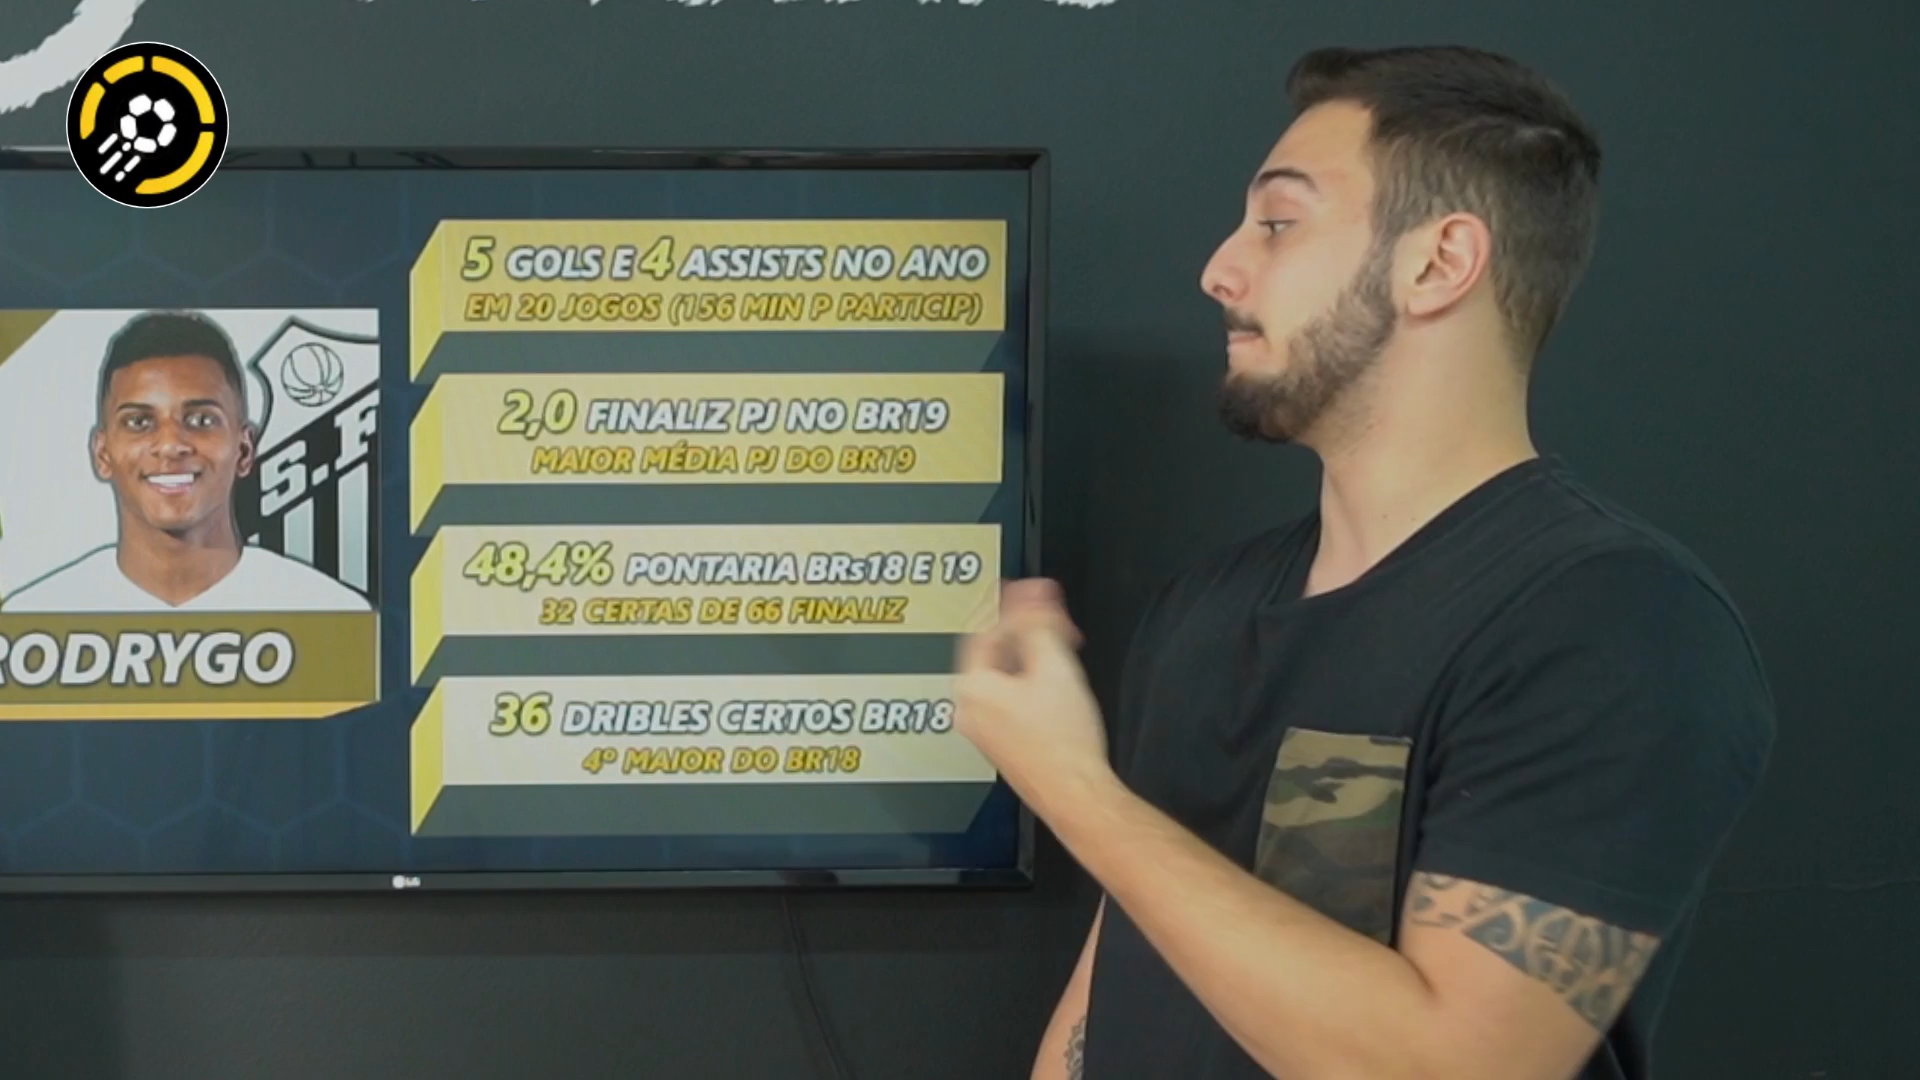 5 GOLS E 4 ASSISTS NO ANO
EM 20 JOGOS (156 MIN P PARTICIP)
2,0 FINALIZ PJ NO BR19
MAIOR MÉDIA PJ DO BR19
48,4% PONTARIA BRs18 E 19
32 CERTAS DE 66 FINALIZ
36 DRIBLES CERTOS BR18
4º MAIOR DO BR18
S.F
RODRYGO
LG